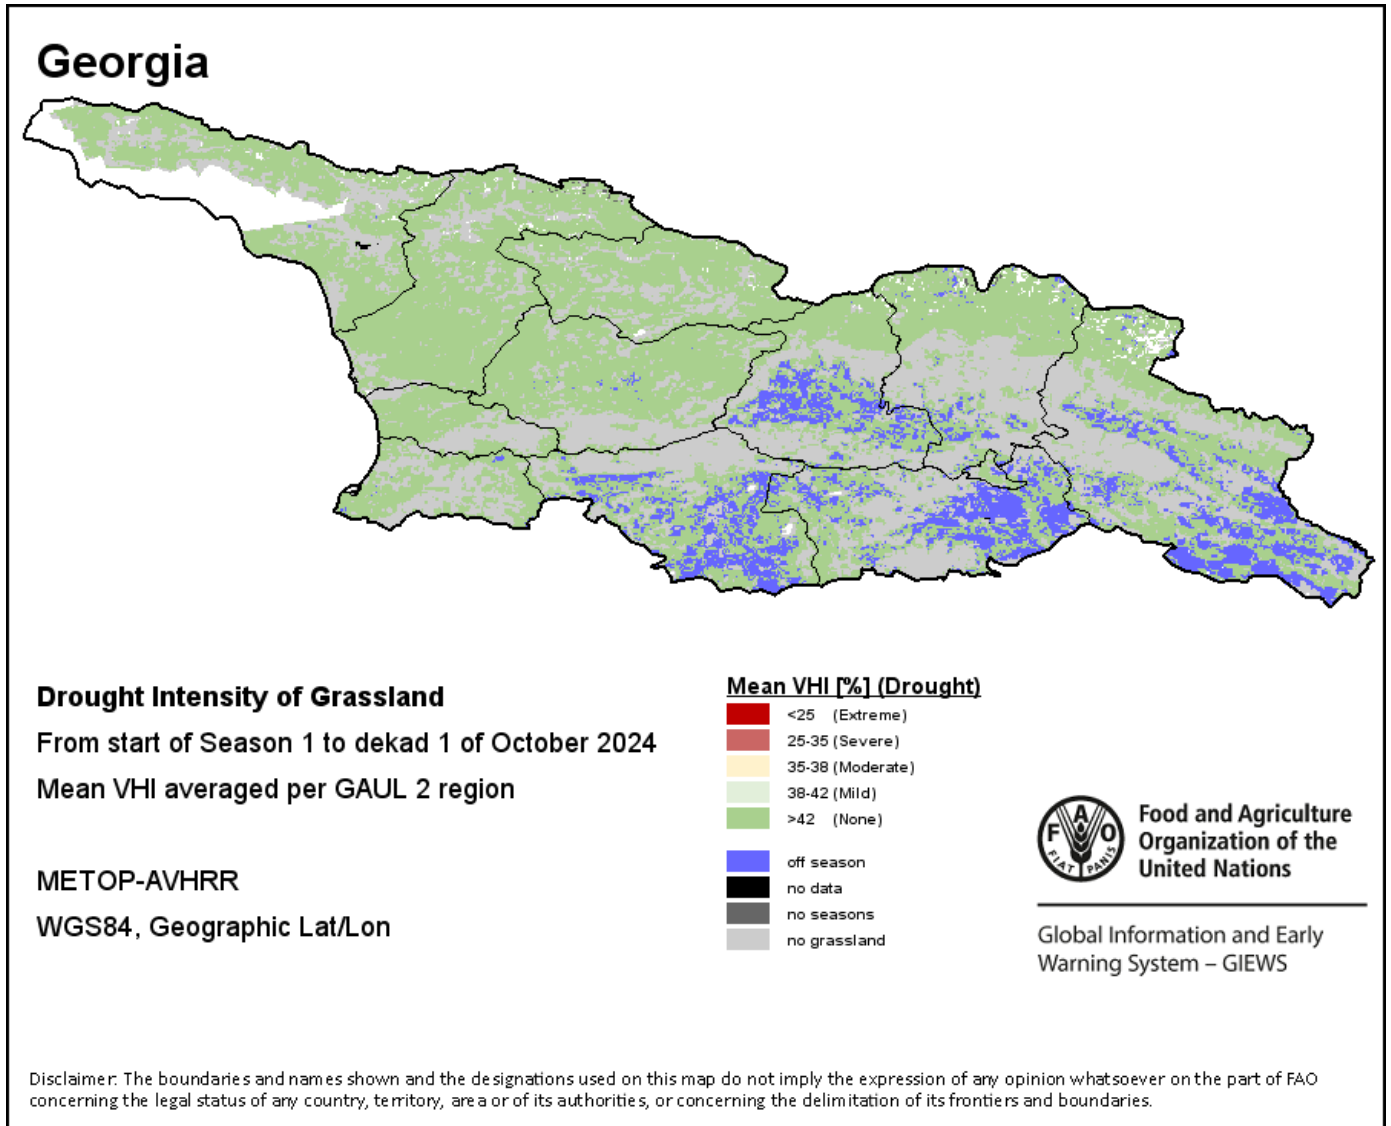 Georgia
Drought Intensity of Grassland
From start of Season 1 to dekad 1 of October 2024
Mean VHI averaged per GAUL 2 region
METOP-AVHRR
WGS84, Geographic Lat/Lon
Mean VHI [%] (Drought)
<25 (Extreme)
25-35 (Severe)
35-38 (Moderate)
38-42 (Mild)
>42 (None)
off season
no data
no seasons
no grassland
F A O
FIAT PANIS
Food and Agriculture
Organization of the
United Nations
Global Information and Early
Warning System – GIEWS
Disclaimer: The boundaries and names shown and the designations used on this map do not imply the expression of any opinion whatsoever on the part of FAO
concerning the legal status of any country, territory, area or of its authorities, or concerning the delimitation of its frontiers and boundaries.